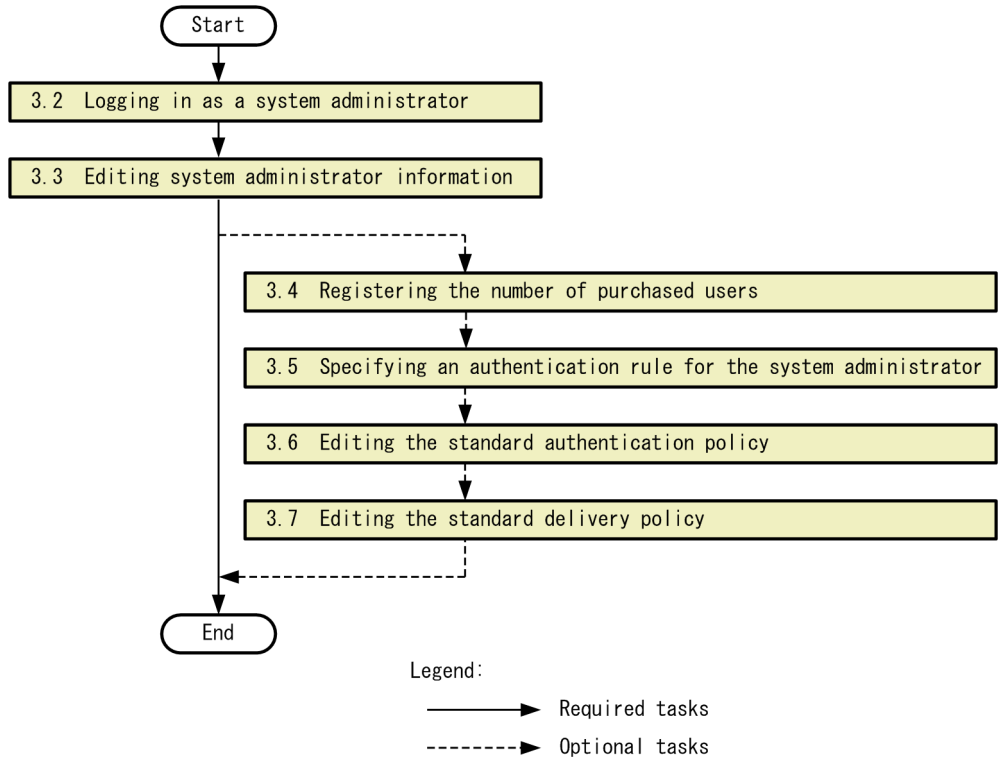 Start
3.2 Logging in as a system administrator
3.3 Editing system administrator information
3.4 Registering the number of purchased users
3.5 Specifying an authentication rule for the system administrator
3.6 Editing the standard authentication policy
3.7 Editing the standard delivery policy
End
Legend:
Required tasks
Optional tasks